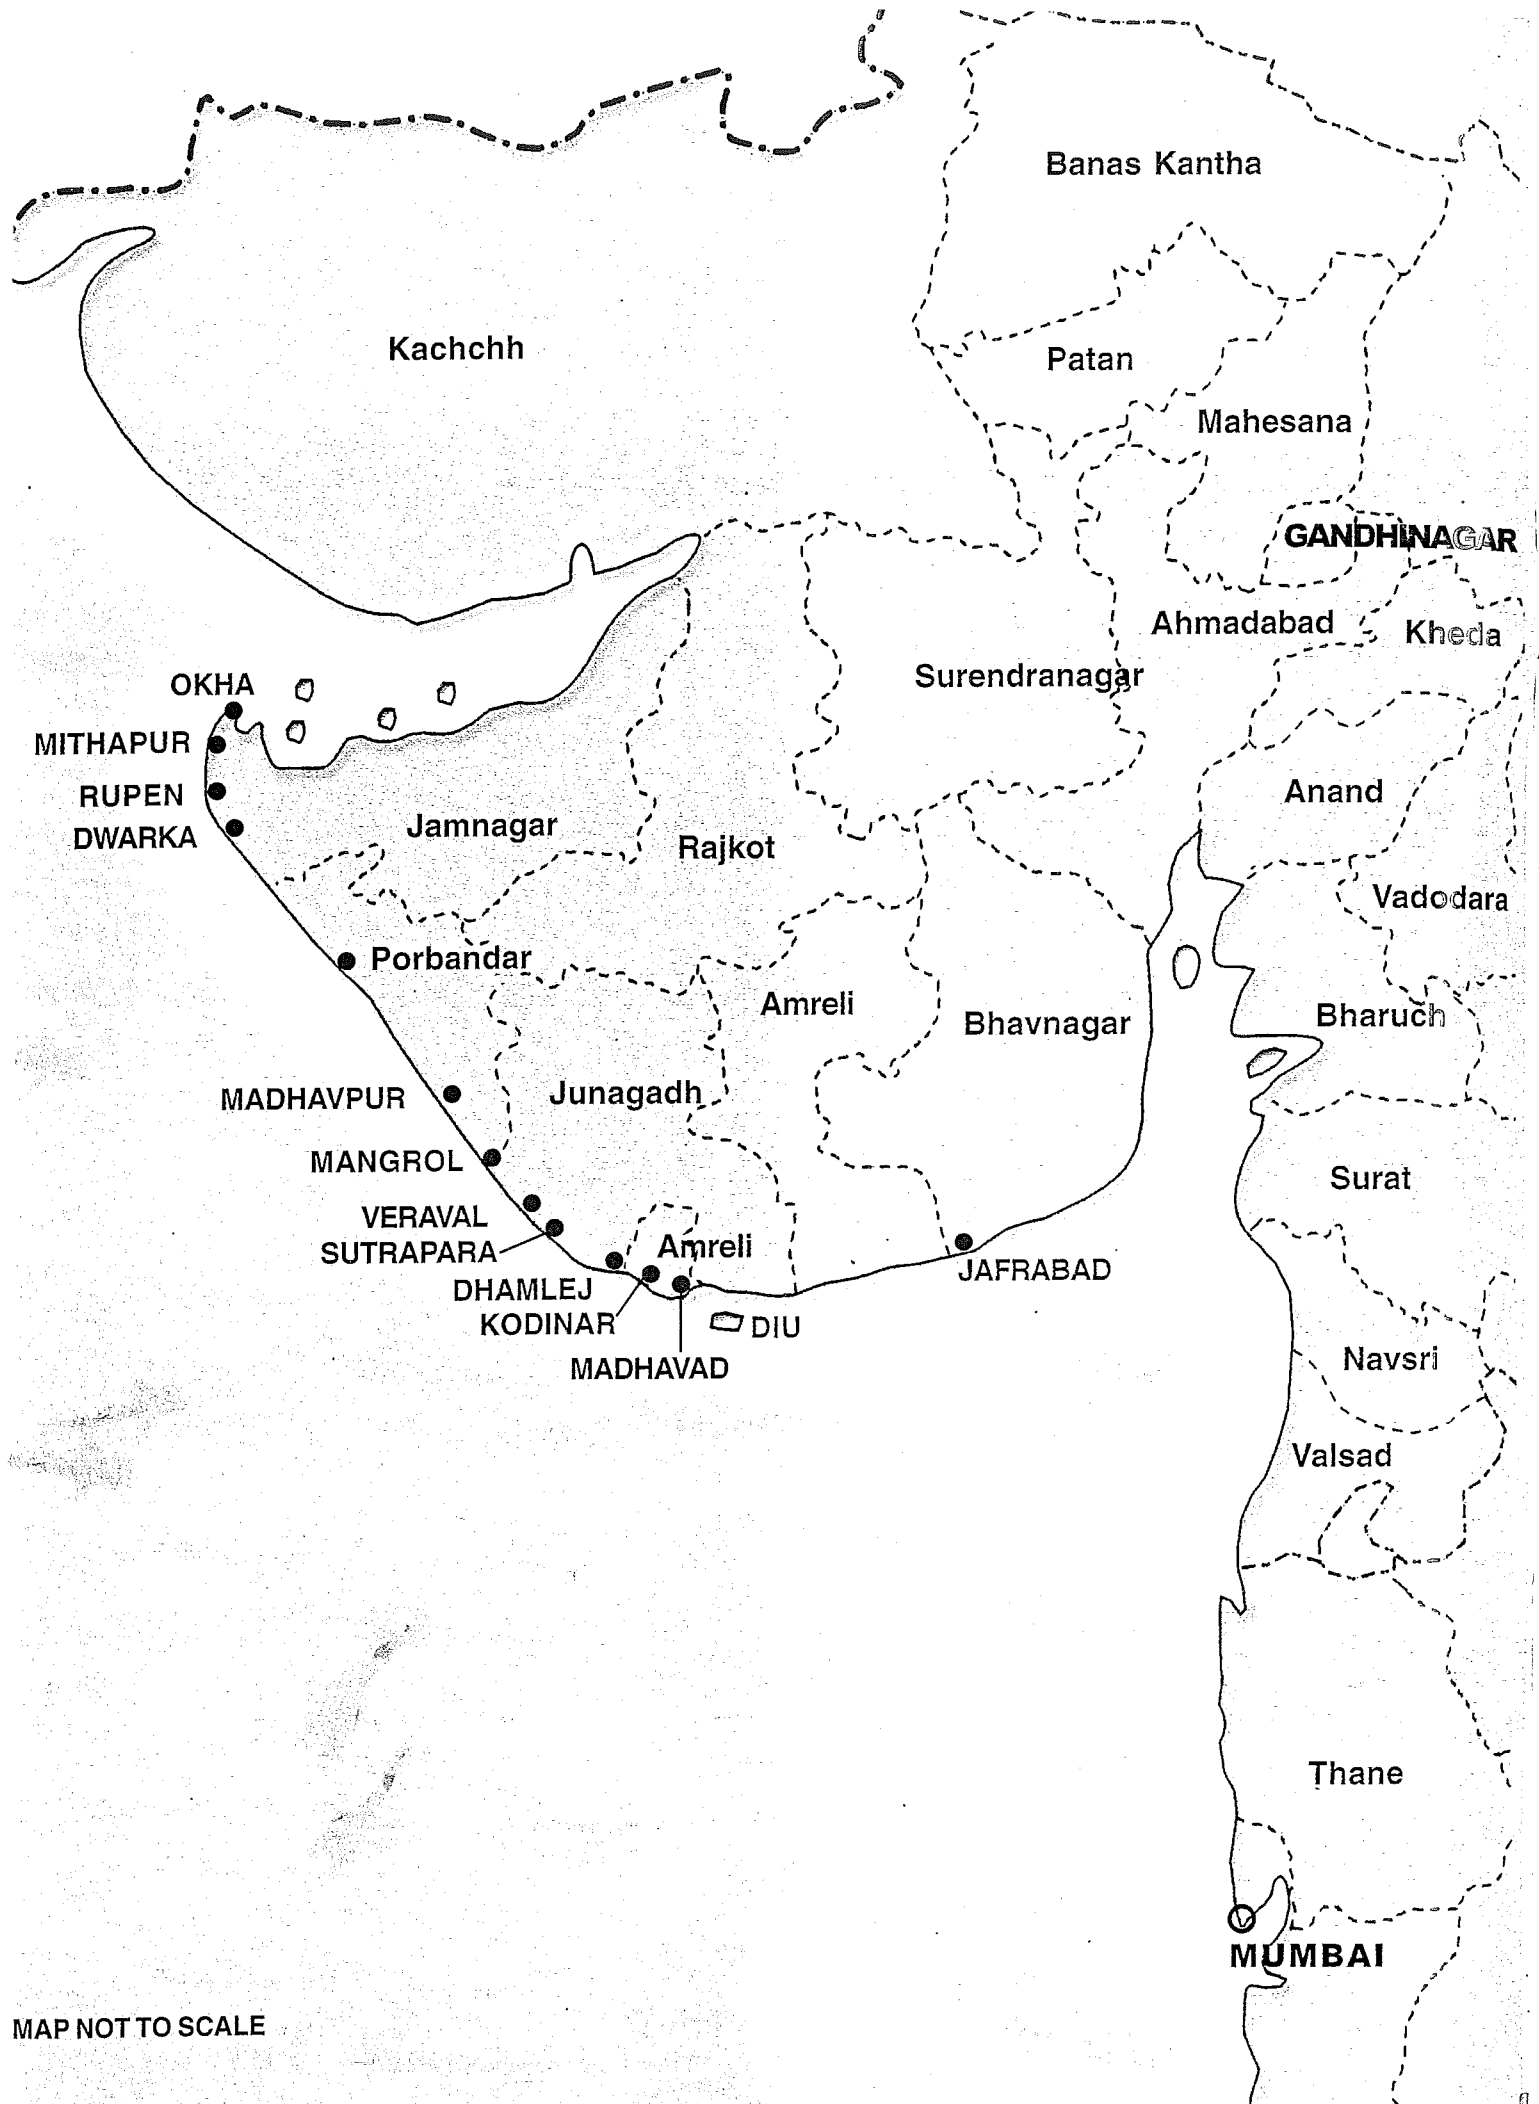 Banas Kantha
Kachchh
Patan
Mahesana
GANDHINAGAR
Ahmadabad
Kheda
Surendranagar
OKHA
MITHAPUR
RUPEN
DWARKA
Jamnagar
Rajkot
Anand
Vadodara
Porbandar
Amreli
Bhavnagar
Bharuch
MADHAVPUR
Junagadh
MANGROL
Surat
VERAVAL
SUTRAPARA
Amreli
DHAMLEJ
JAFRABAD
KODINAR
DIU
MADHAVAD
Navsri
Valsad
Thane
MUMBAI
MAP NOT TO SCALE